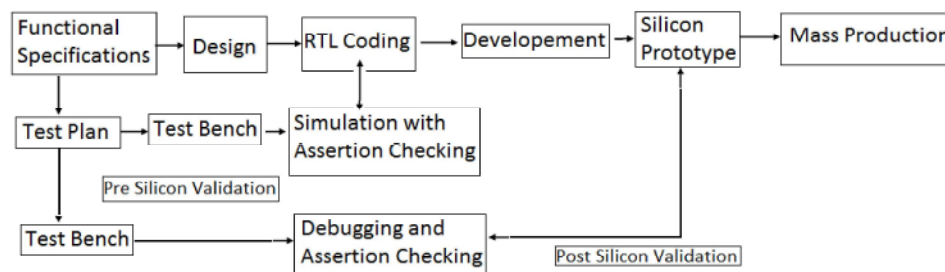 Functional
Specifications
Design
RTL Coding
Developement
Silicon
Prototype
Mass Production
Test Plan
Test Bench
Simulation with
Assertion Checking
Pre Silicon Validation
Test Bench
Debugging and
Assertion Checking
Post Silicon Validation